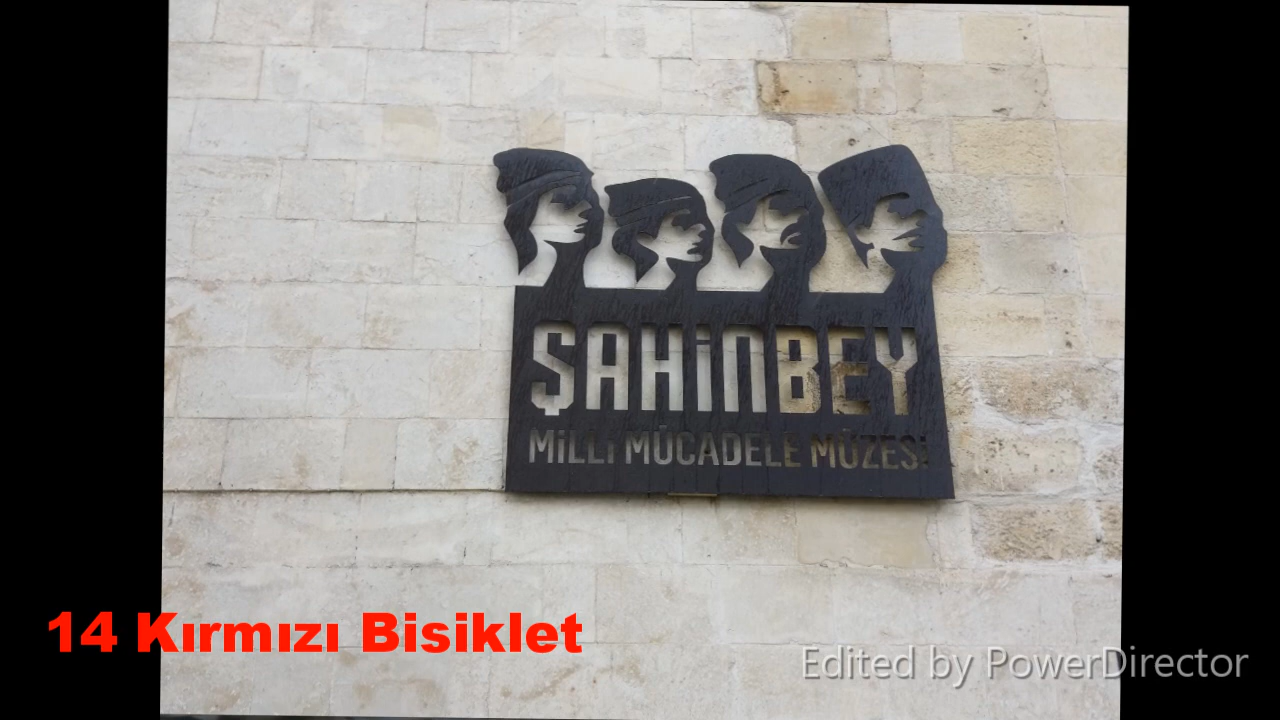 ŞAHİNBEY
MİLLİ MÜCADELE MÜZESİ
14 Kırmızı Bisiklet
Edited by PowerDirector